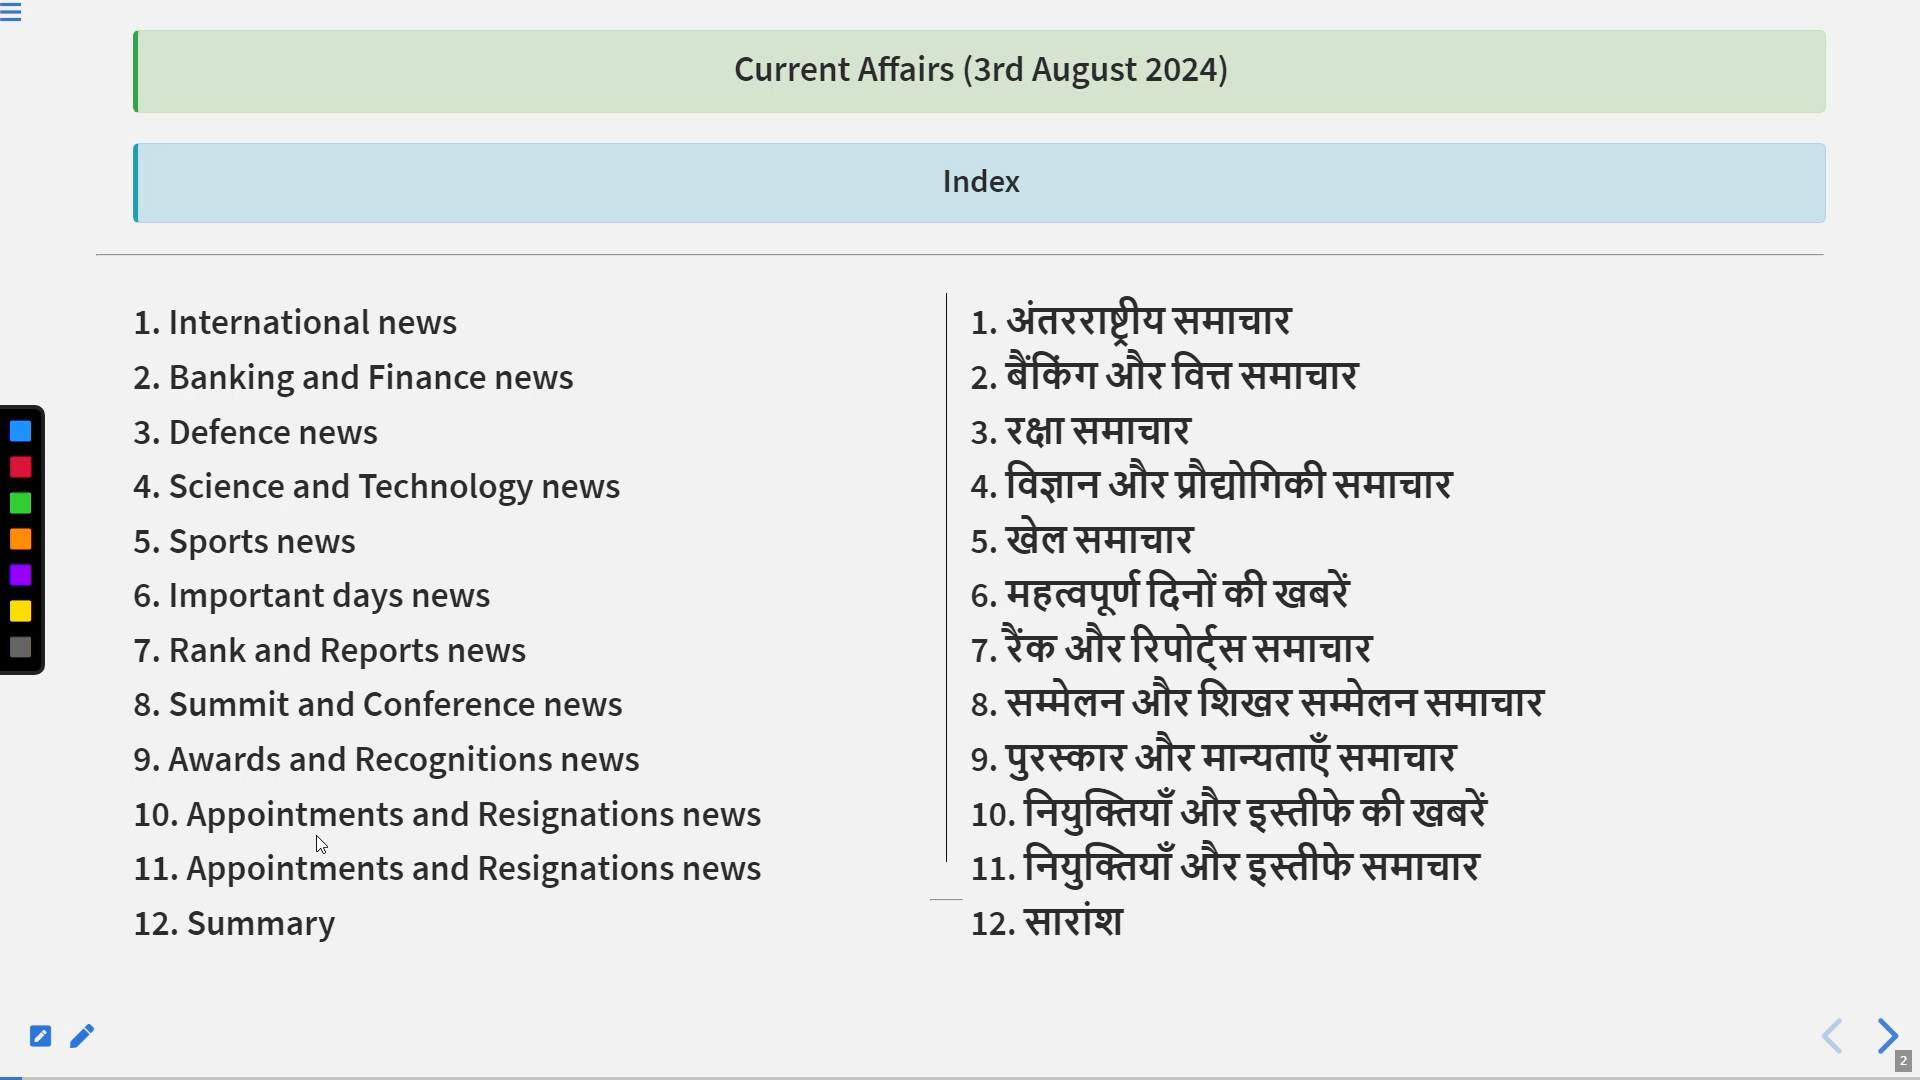 Current Affairs (3rd August 2024)
Index
1. International news
2. Banking and Finance news
3. Defence news
4. Science and Technology news
5. Sports news
6. Important days news
7. Rank and Reports news
8. Summit and Conference news
9. Awards and Recognitions news
10. Appointments and Resignations news
11. Appointments and Resignations news
12. Summary
1. अंतरराष्ट्रीय समाचार
2. बैंकिंग और वित्त समाचार
3. रक्षा समाचार
4. विज्ञान और प्रौद्योगिकी समाचार
5. खेल समाचार
6. महत्वपूर्ण दिनों की खबरें
7. रैंक और रिपोर्ट्स समाचार
8. सम्मेलन और शिखर सम्मेलन समाचार
9. पुरस्कार और मान्यताएँ समाचार
10. नियुक्तियाँ और इस्तीफे की खबरें
11. नियुक्तियाँ और इस्तीफे समाचार
12. सारांश
2